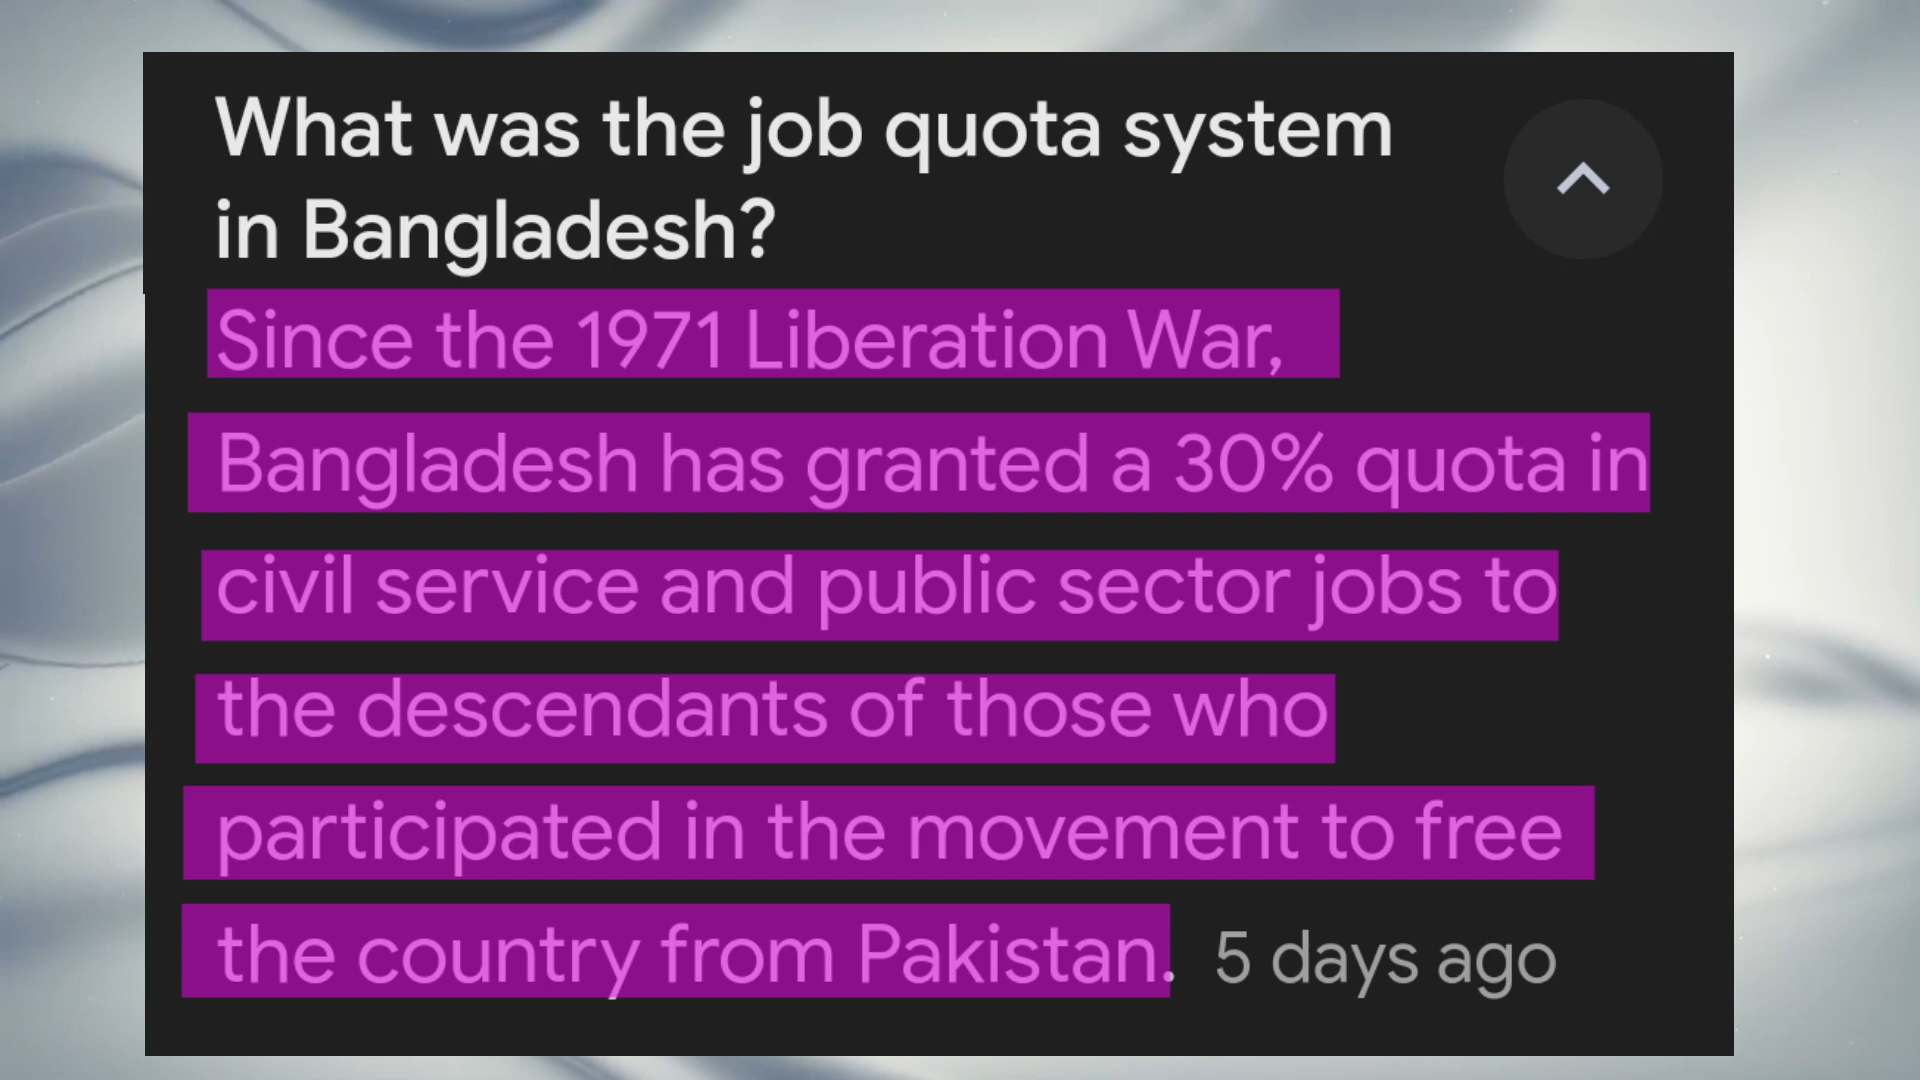 What was the job quota system
in Bangladesh?
Since the 1971 Liberation War,
Bangladesh has granted a 30% quota in
civil service and public sector jobs to
the descendants of those who
participated in the movement to free
the country from Pakistan. 5 days ago